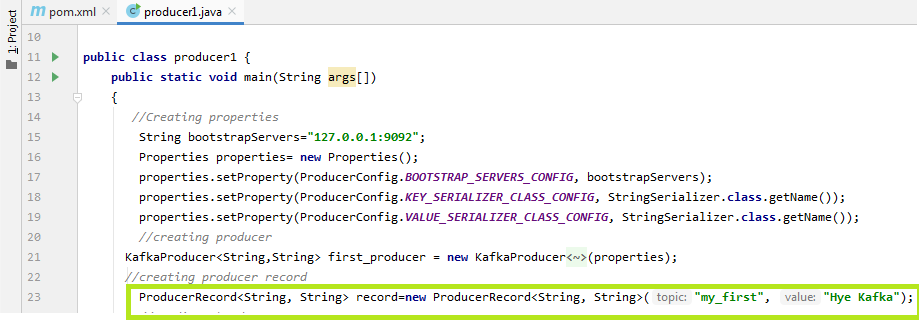 pom.xml
producer1.java
1: Project
10
11 public class producer1 {
12 public static void main(String args[])
13 {
14 //Creating properties
15 String bootstrapServers="127.0.0.1:9092";
16 Properties properties= new Properties();
17 properties.setProperty(ProducerConfig.BOOTSTRAP_SERVERS_CONFIG, bootstrapServers);
18 properties.setProperty(ProducerConfig.KEY_SERIALIZER_CLASS_CONFIG, StringSerializer.class.getName());
19 properties.setProperty(ProducerConfig.VALUE_SERIALIZER_CLASS_CONFIG, StringSerializer.class.getName());
20 //creating producer
21 KafkaProducer<String,String> first_producer = new KafkaProducer<~>(properties);
22 //creating producer record
23 ProducerRecord<String, String> record=new ProducerRecord<String, String>( topic: "my_first", value: "Hye Kafka");